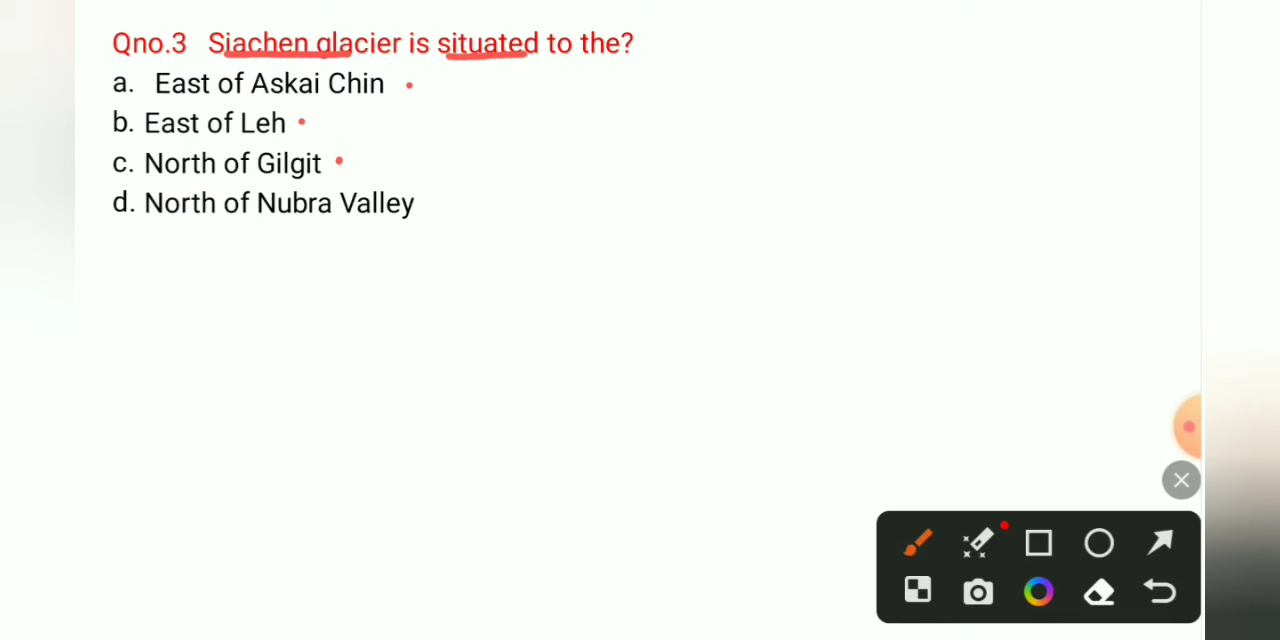 Qno.3 Siachen glacier is situated to the?
a. East of Askai Chin
b. East of Leh
c. North of Gilgit
d. North of Nubra Valley